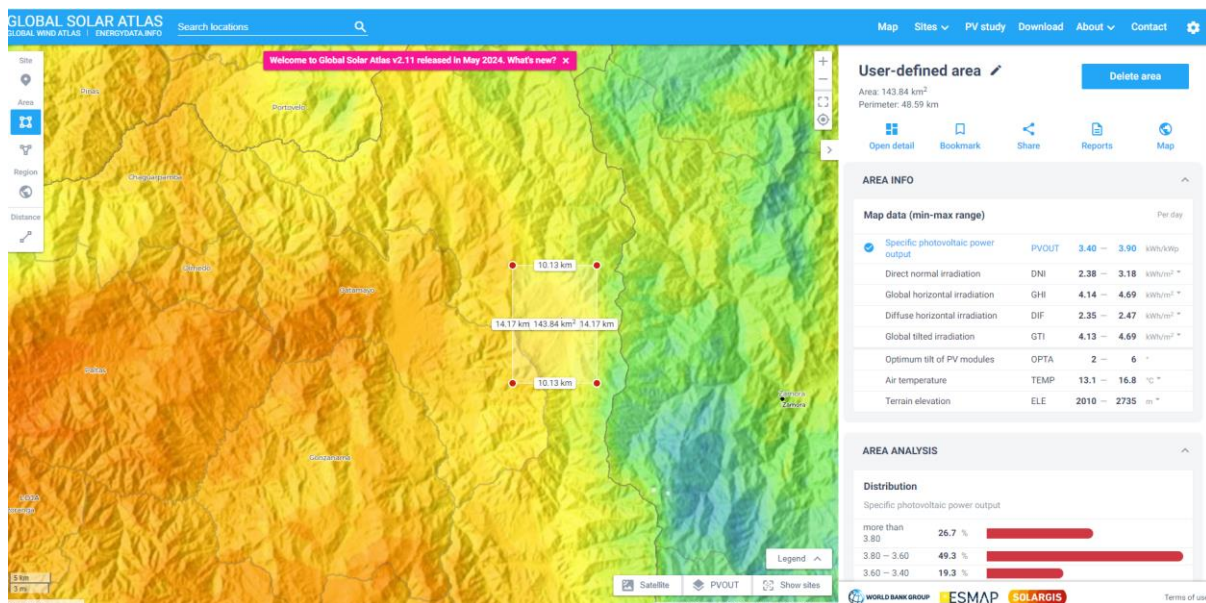 GLOBAL SOLAR ATLAS
GLOBAL WIND ATLAS | ENERGYDATA.INFO
Search locations
Map Sites PV study Download About Contact
Welcome to Global Solar Atlas v2.11 released in May 2024. What's new? ×
Site
Area
Region
Distance
Piñas
Portovelo
Chaguarpamba
Olmedo
Catamayo
Paltas
Gonzanama
Zamora
Zamora
10.13 km
14.17 km 143.84 km² 14.17 km
10.13 km
5 km
3 mi
Legend
Satellite PVOUT Show sites
User-defined area
Delete area
Area: 143.84 km²
Perimeter: 48.59 km
Open detail Bookmark Share Reports Map
AREA INFO
Map data (min-max range) Per day
Specific photovoltaic power output PVOUT 3.40 – 3.90 kWh/kWp
Direct normal irradiation DNI 2.38 – 3.18 kWh/m²
Global horizontal irradiation GHI 4.14 – 4.69 kWh/m²
Diffuse horizontal irradiation DIF 2.35 – 2.47 kWh/m²
Global tilted irradiation GTI 4.13 – 4.69 kWh/m²
Optimum tilt of PV modules OPTA 2 – 6 °
Air temperature TEMP 13.1 – 16.8 °C
Terrain elevation ELE 2010 – 2735 m
AREA ANALYSIS
Distribution
Specific photovoltaic power output
more than 3.80 26.7 %
3.80 – 3.60 49.3 %
3.60 – 3.40 19.3 %
WORLD BANK GROUP ESMAP SOLARGIS Terms of use